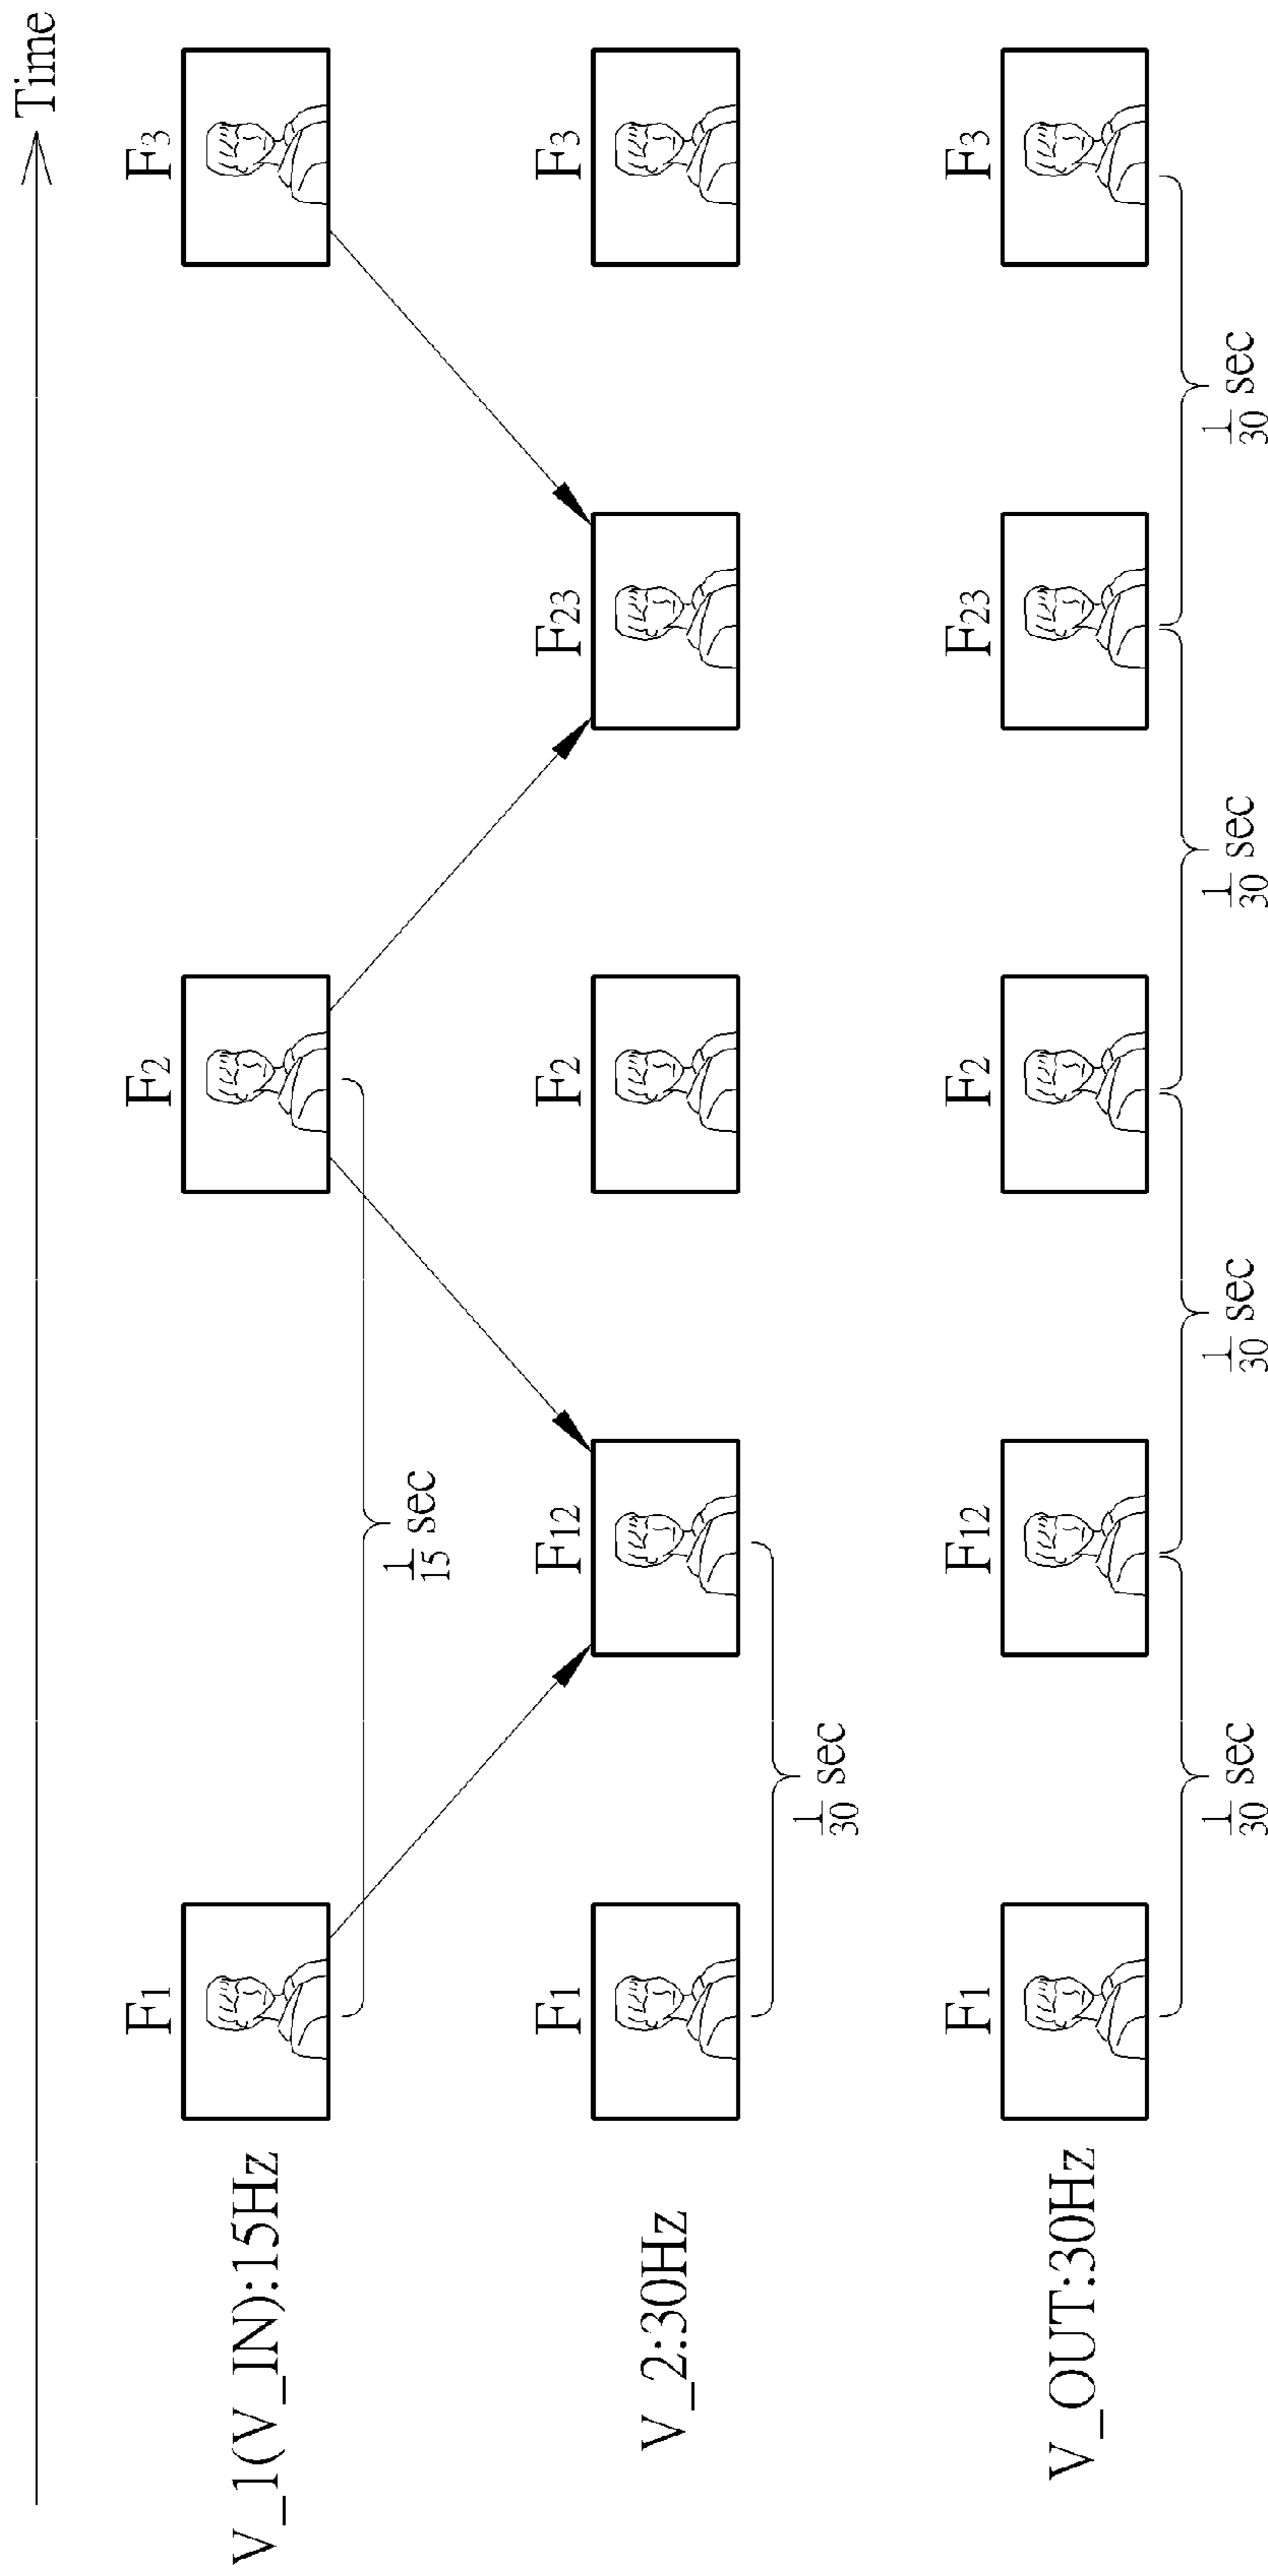 Time
F1 F2 F3
V_1(V_IN):15Hz
1/15 sec
F1 F12 F2 F23 F3
V_2:30Hz
1/30 sec
F1 F12 F2 F23 F3
V_OUT:30Hz
1/30 sec 1/30 sec 1/30 sec 1/30 sec